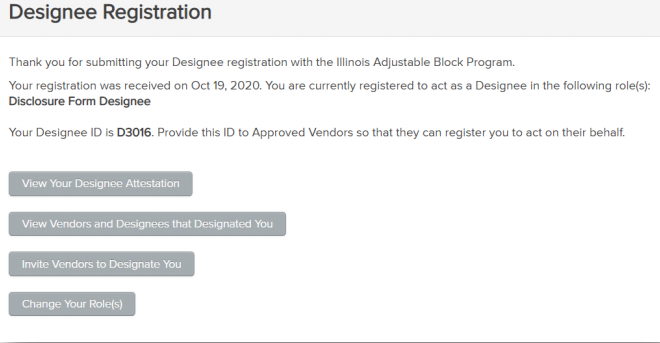 Designee Registration
Thank you for submitting your Designee registration with the Illinois Adjustable Block Program.
Your registration was received on Oct 19, 2020. You are currently registered to act as a Designee in the following role(s):
Disclosure Form Designee
Your Designee ID is D3016. Provide this ID to Approved Vendors so that they can register you to act on their behalf.
View Your Designee Attestation
View Vendors and Designees that Designated You
Invite Vendors to Designate You
Change Your Role(s)